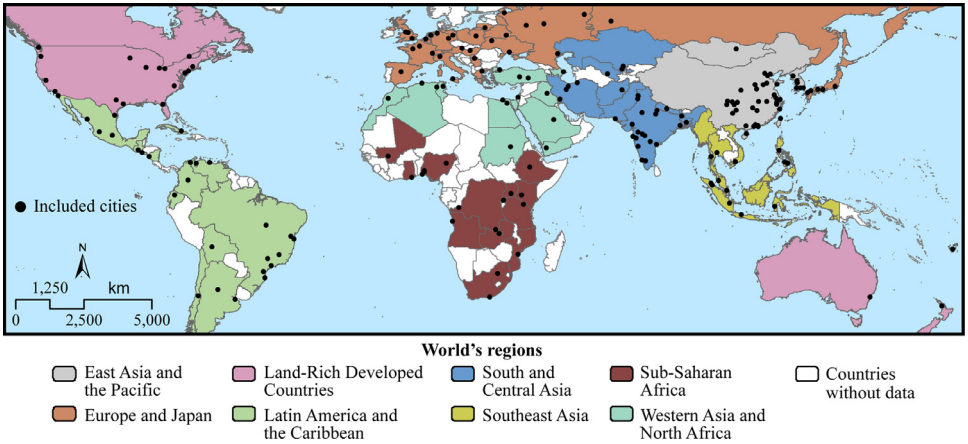 Included cities
N
1,250 km
0 2,500 5,000
World's regions
East Asia and
the Pacific
Land-Rich Developed
Countries
South and
Central Asia
Sub-Saharan
Africa
Countries
without data
Europe and Japan
Latin America and
the Caribbean
Southeast Asia
Western Asia and
North Africa